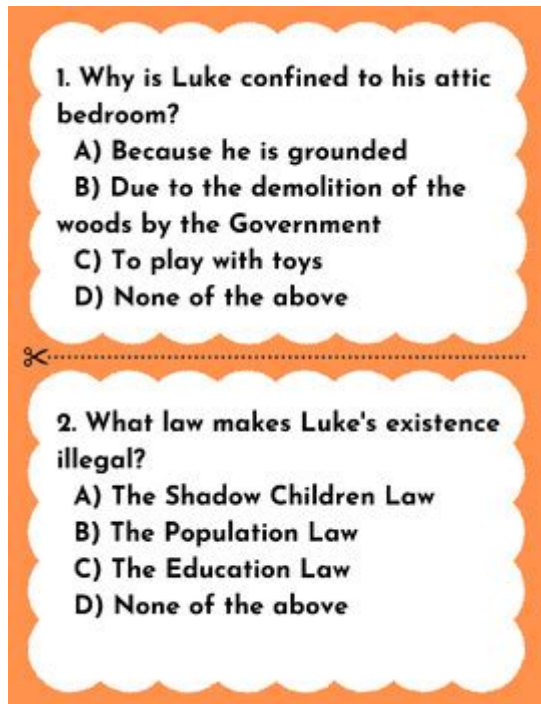 1. Why is Luke confined to his attic
bedroom?
A) Because he is grounded
B) Due to the demolition of the
woods by the Government
C) To play with toys
D) None of the above
2. What law makes Luke's existence
illegal?
A) The Shadow Children Law
B) The Population Law
C) The Education Law
D) None of the above